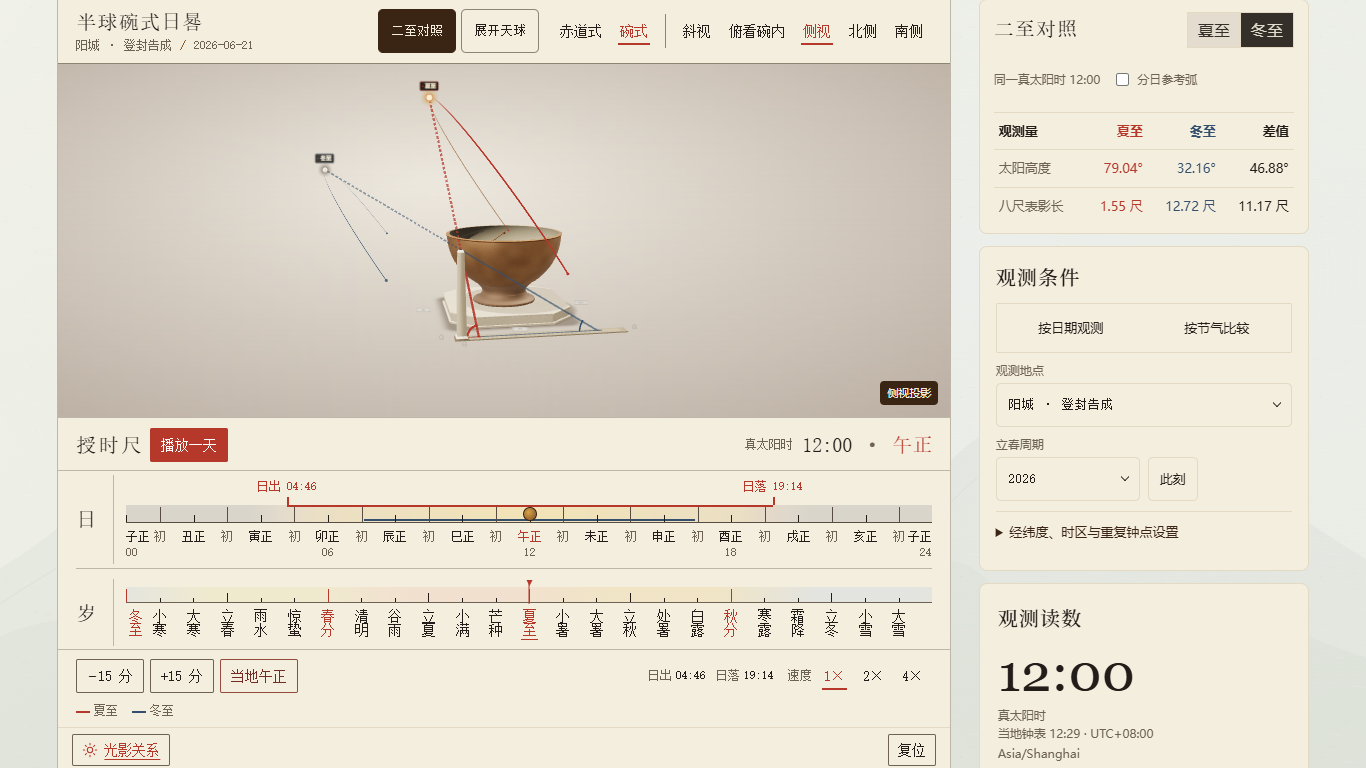 半球碗式日晷
阳城 · 登封告成 / 2026-06-21
二至对照 展开天球 赤道式 碗式 斜视 俯看碗内 侧视 北侧 南侧
夏至
冬至
侧视投影
授时尺 播放一天 真太阳时 12:00 • 午正
日出 04:46 日落 19:14
日
子正 初 丑正 初 寅正 初 卯正 初 辰正 初 巳正 初 午正 初 未正 初 申正 初 酉正 初 戌正 初 亥正 初 子正
00 06 12 18 24
岁
冬至 小寒 大寒 立春 雨水 惊蛰 春分 清明 谷雨 立夏 小满 芒种 夏至 小暑 大暑 立秋 处暑 白露 秋分 寒露 霜降 立冬 小雪 大雪
−15 分 +15 分 当地午正 日出 04:46 日落 19:14 速度 1× 2× 4×
夏至 冬至
光影关系 复位
二至对照 夏至 冬至
同一真太阳时 12:00 分日参考弧
观测量 夏至 冬至 差值
太阳高度 79.04° 32.16° 46.88°
八尺表影长 1.55 尺 12.72 尺 11.17 尺
观测条件
按日期观测 按节气比较
观测地点
阳城 · 登封告成
立春周期
2026 此刻
经纬度、时区与重复钟点设置
观测读数
12:00
真太阳时
当地钟表 12:29 · UTC+08:00
Asia/Shanghai